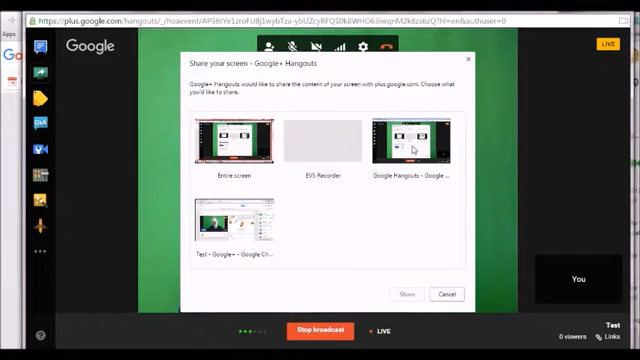 https://plus.google.com/hangouts/_/hoaevent/AP36tYe1zroFU8j1wybTza-ybUZcyRFQS0kBHO63iwqnM2kBzs6zQ?hl=en&authuser=0
Apps
Google
LIVE
Share your screen - Google+ Hangouts
Google+ Hangouts would like to share the content of your screen with plus.google.com. Choose what
you'd like to share.
Entire screen
EVS Recorder
Google Hangouts - Google ...
Q&A
Test - Google+ - Google Ch...
You
Share
Cancel
Stop broadcast
LIVE
Test
0 viewers
Links